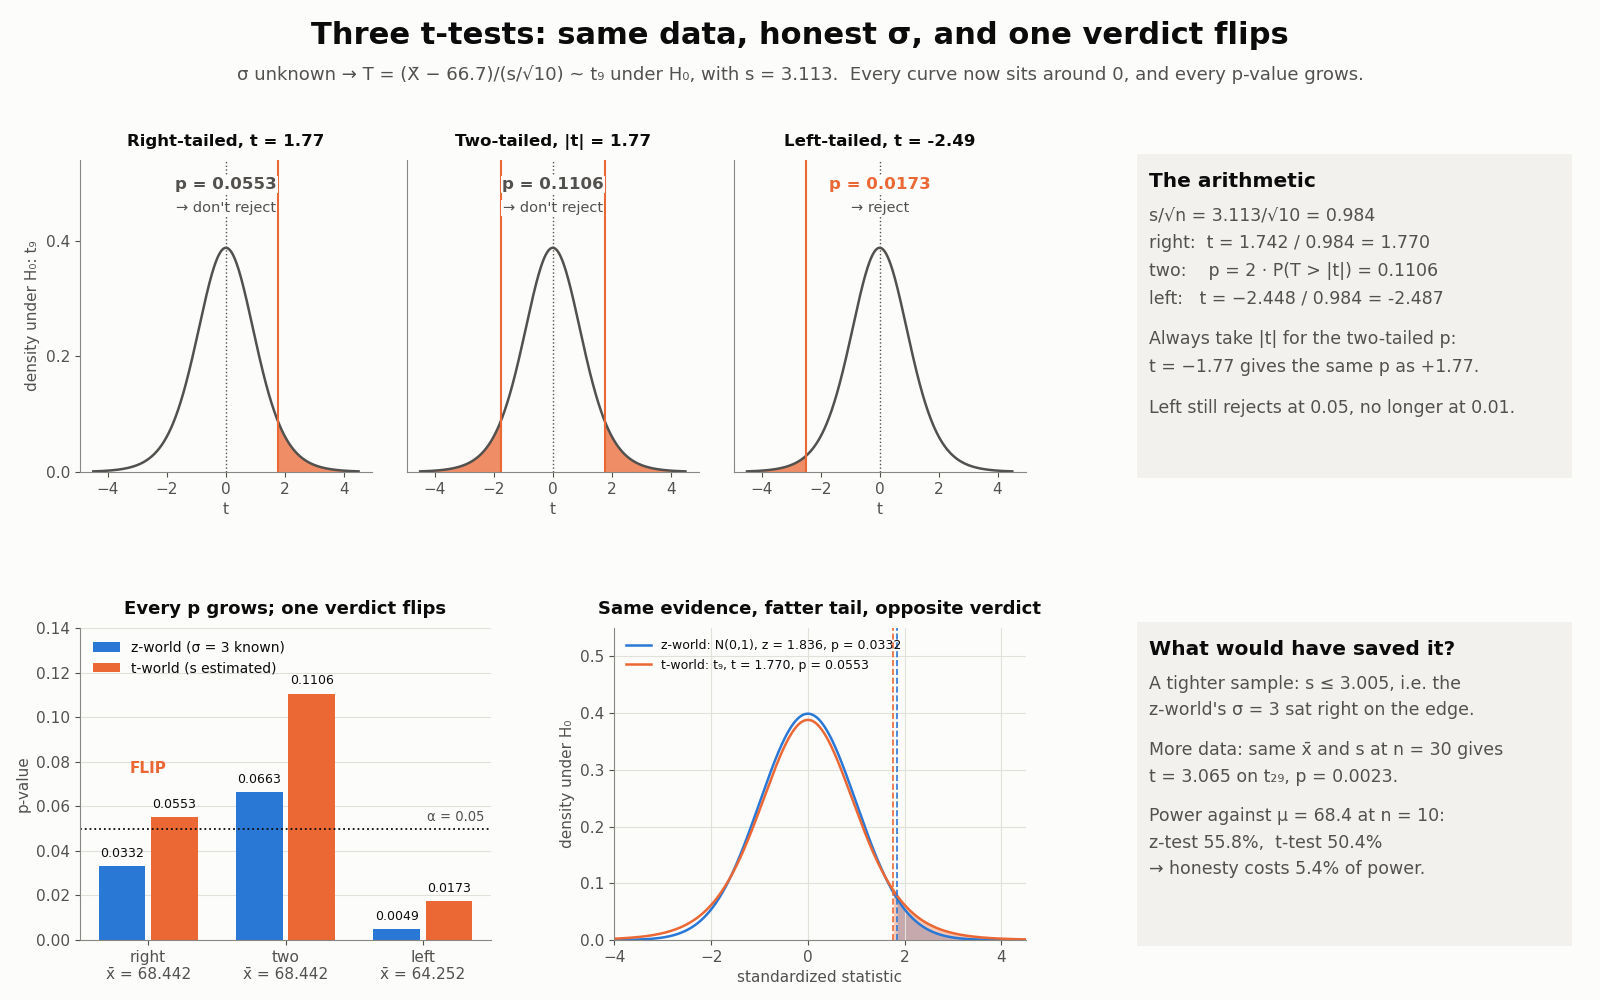 Three t-tests: same data, honest σ, and one verdict flips
σ unknown → T = (X̄ − 66.7)/(s/√10) ~ t₉ under H₀, with s = 3.113.  Every curve now sits around 0, and every p-value grows.
Right-tailed, t = 1.77
p = 0.0553
→ don't reject
density under H₀: t₉
0.4
0.2
0.0
−4 −2 0 2 4
t
Two-tailed, |t| = 1.77
p = 0.1106
→ don't reject
−4 −2 0 2 4
t
Left-tailed, t = -2.49
p = 0.0173
→ reject
−4 −2 0 2 4
t
The arithmetic
s/√n = 3.113/√10 = 0.984
right:  t = 1.742 / 0.984 = 1.770
two:    p = 2 · P(T > |t|) = 0.1106
left:   t = −2.448 / 0.984 = -2.487
Always take |t| for the two-tailed p:
t = −1.77 gives the same p as +1.77.
Left still rejects at 0.05, no longer at 0.01.
Every p grows; one verdict flips
z-world (σ = 3 known)
t-world (s estimated)
p-value
0.14
0.12
0.10
0.08
0.06
0.04
0.02
0.00
FLIP
0.0332
0.0553
0.0663
0.1106
0.0049
0.0173
α = 0.05
right two left
x̄ = 68.442 x̄ = 68.442 x̄ = 64.252
Same evidence, fatter tail, opposite verdict
z-world: N(0,1), z = 1.836, p = 0.0332
t-world: t₉, t = 1.770, p = 0.0553
density under H₀
0.5
0.4
0.3
0.2
0.1
0.0
−4 −2 0 2 4
standardized statistic
What would have saved it?
A tighter sample: s ≤ 3.005, i.e. the
z-world's σ = 3 sat right on the edge.
More data: same x̄ and s at n = 30 gives
t = 3.065 on t₂₉, p = 0.0023.
Power against μ = 68.4 at n = 10:
z-test 55.8%,  t-test 50.4%
→ honesty costs 5.4% of power.